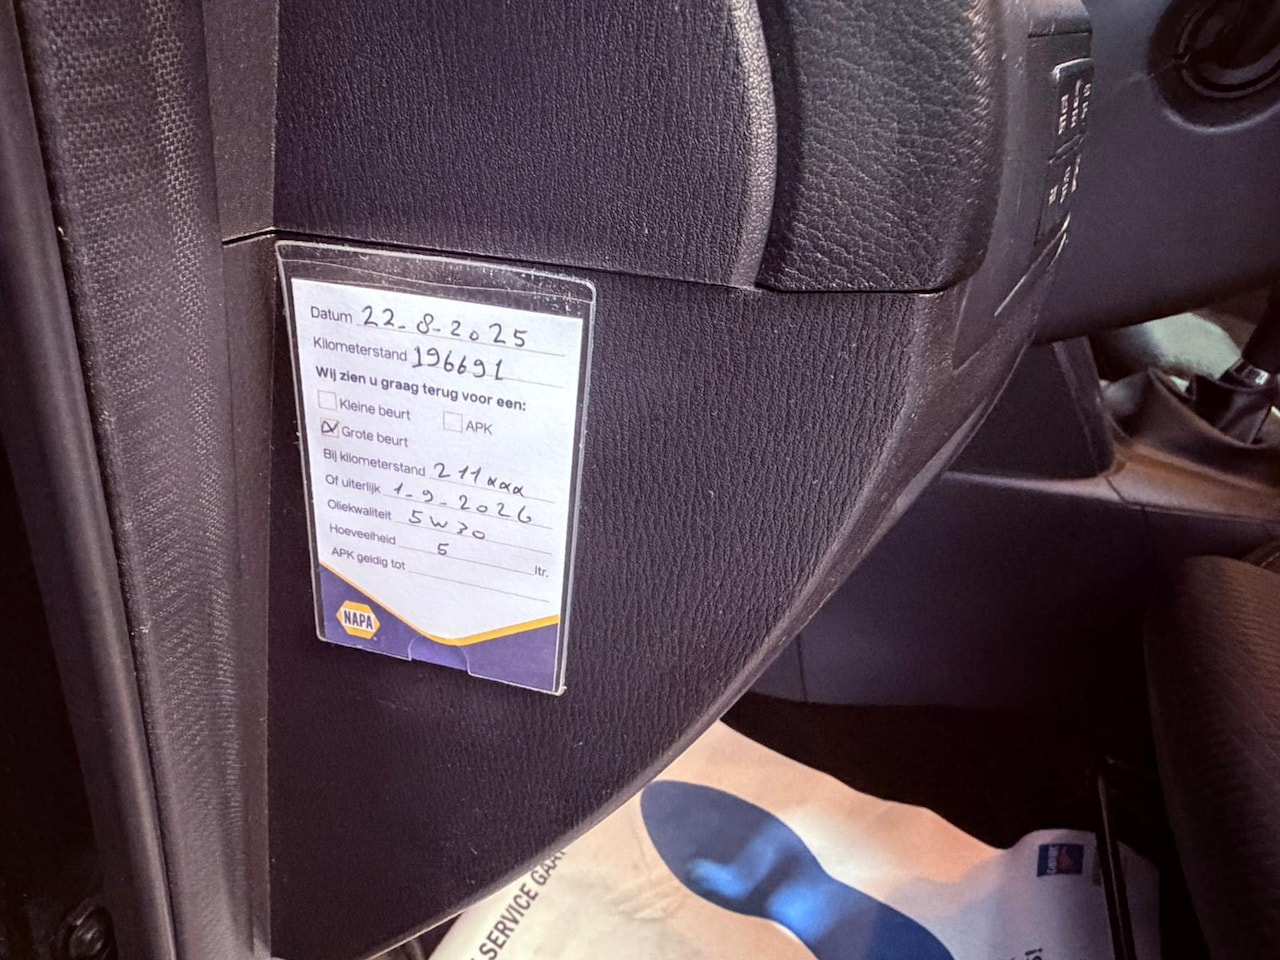 Datum 22-8-2025
Kilometerstand 196691
Wij zien u graag terug voor een:
Kleine beurt APK
Grote beurt
Bij kilometerstand 211xxx
Of uiterlijk 1-9-2026
Oliekwaliteit 5W30
Hoeveelheid 5 ltr.
APK geldig tot
NAPA
SERVICE